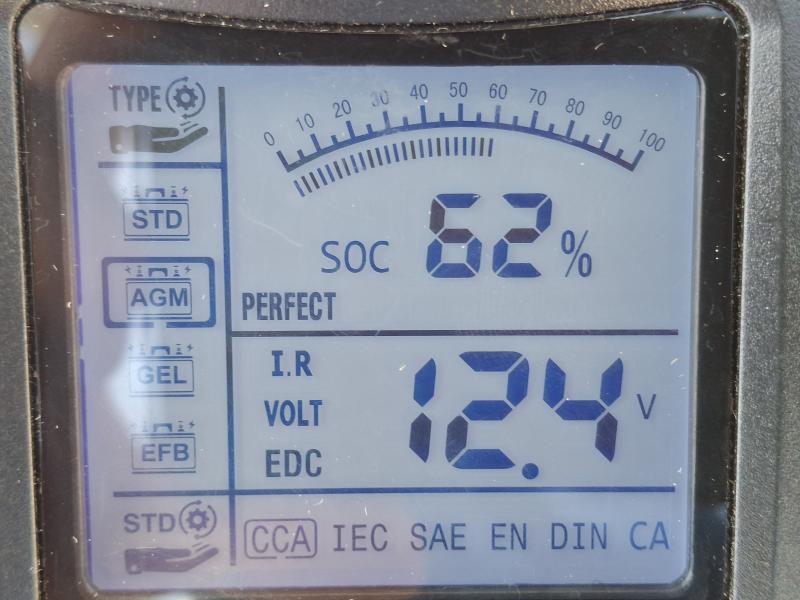 TYPE
0 10 20 30 40 50 60 70 80 90 100
STD
SOC 62%
AGM
PERFECT
I.R
GEL
VOLT 12.4 V
EFB
EDC
STD
CCA IEC SAE EN DIN CA